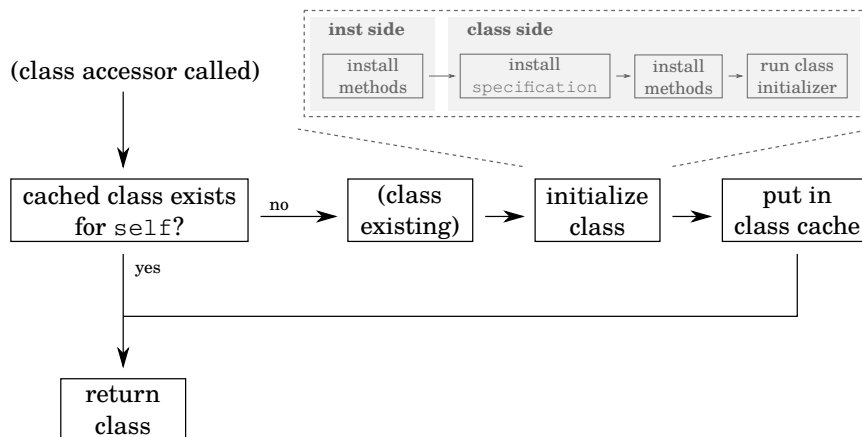 inst side
class side
install
methods
install
specification
install
methods
run class
initializer
(class accessor called)
cached class exists
for self?
no
(class
existing)
initialize
class
put in
class cache
yes
return
class